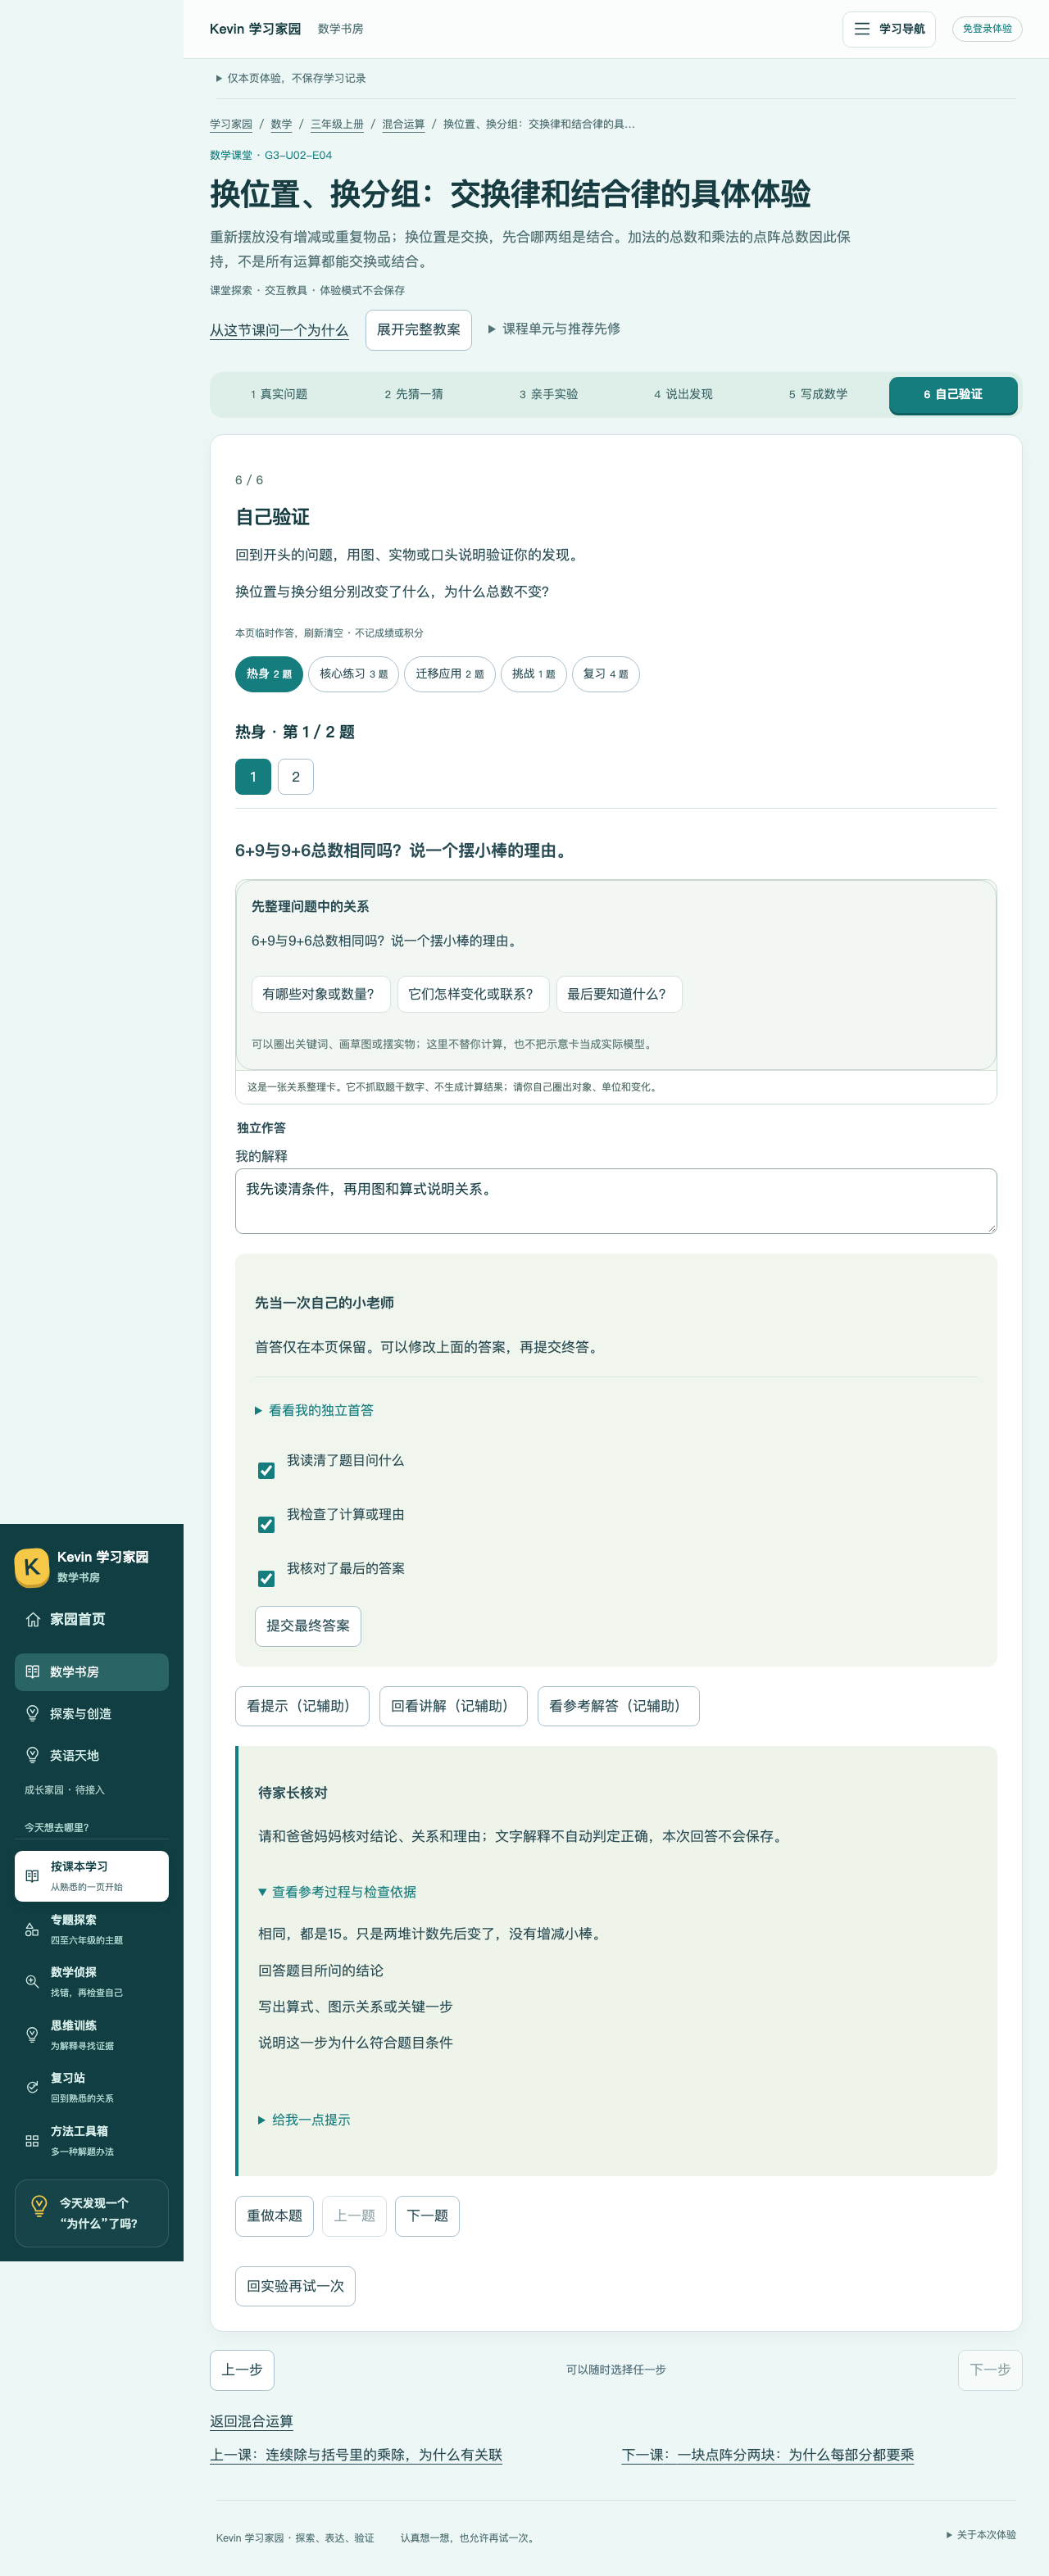 Kevin 学习家园
数学书房
学习导航
免登录体验
仅本页体验，不保存学习记录
学习家园 / 数学 / 三年级上册 / 混合运算 / 换位置、换分组：交换律和结合律的具…
数学课堂 · G3-U02-E04
换位置、换分组：交换律和结合律的具体体验
重新摆放没有增减或重复物品；换位置是交换，先合哪两组是结合。加法的总数和乘法的点阵总数因此保
持，不是所有运算都能交换或结合。
课堂探索 · 交互教具 · 体验模式不会保存
从这节课问一个为什么
展开完整教案
课程单元与推荐先修
1 真实问题
2 先猜一猜
3 亲手实验
4 说出发现
5 写成数学
6 自己验证
6 / 6
自己验证
回到开头的问题，用图、实物或口头说明验证你的发现。
换位置与换分组分别改变了什么，为什么总数不变？
本页临时作答，刷新清空 · 不记成绩或积分
热身 2 题
核心练习 3 题
迁移应用 2 题
挑战 1 题
复习 4 题
热身 · 第 1 / 2 题
1
2
6+9与9+6总数相同吗？说一个摆小棒的理由。
先整理问题中的关系
6+9与9+6总数相同吗？说一个摆小棒的理由。
有哪些对象或数量？
它们怎样变化或联系？
最后要知道什么？
可以圈出关键词、画草图或摆实物；这里不替你计算，也不把示意卡当成实际模型。
这是一张关系整理卡。它不抓取题干数字、不生成计算结果；请你自己圈出对象、单位和变化。
独立作答
我的解释
我先读清条件，再用图和算式说明关系。
先当一次自己的小老师
首答仅在本页保留。可以修改上面的答案，再提交终答。
看看我的独立首答
我读清了题目问什么
我检查了计算或理由
我核对了最后的答案
提交最终答案
看提示（记辅助）
回看讲解（记辅助）
看参考解答（记辅助）
待家长核对
请和爸爸妈妈核对结论、关系和理由；文字解释不自动判定正确，本次回答不会保存。
查看参考过程与检查依据
相同，都是15。只是两堆计数先后变了，没有增减小棒。
回答题目所问的结论
写出算式、图示关系或关键一步
说明这一步为什么符合题目条件
给我一点提示
重做本题
上一题
下一题
回实验再试一次
上一步
可以随时选择任一步
下一步
返回混合运算
上一课：连续除与括号里的乘除，为什么有关联
下一课：一块点阵分两块：为什么每部分都要乘
Kevin 学习家园 · 探索、表达、验证
认真想一想，也允许再试一次。
关于本次体验
K
Kevin 学习家园
数学书房
家园首页
数学书房
探索与创造
英语天地
成长家园 · 待接入
今天想去哪里？
按课本学习
从熟悉的一页开始
专题探索
四至六年级的主题
数学侦探
找错，再检查自己
思维训练
为解释寻找证据
复习站
回到熟悉的关系
方法工具箱
多一种解题办法
今天发现一个
“为什么”了吗？